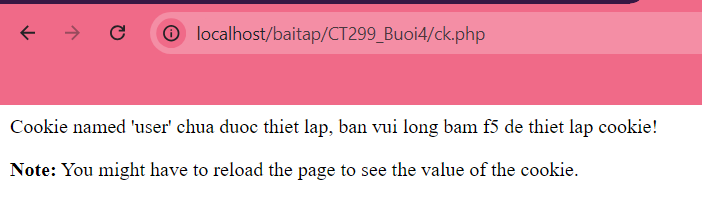 localhost/baitap/CT299_Buoi4/ck.php
Cookie named 'user' chua duoc thiet lap, ban vui long bam f5 de thiet lap cookie!
Note: You might have to reload the page to see the value of the cookie.